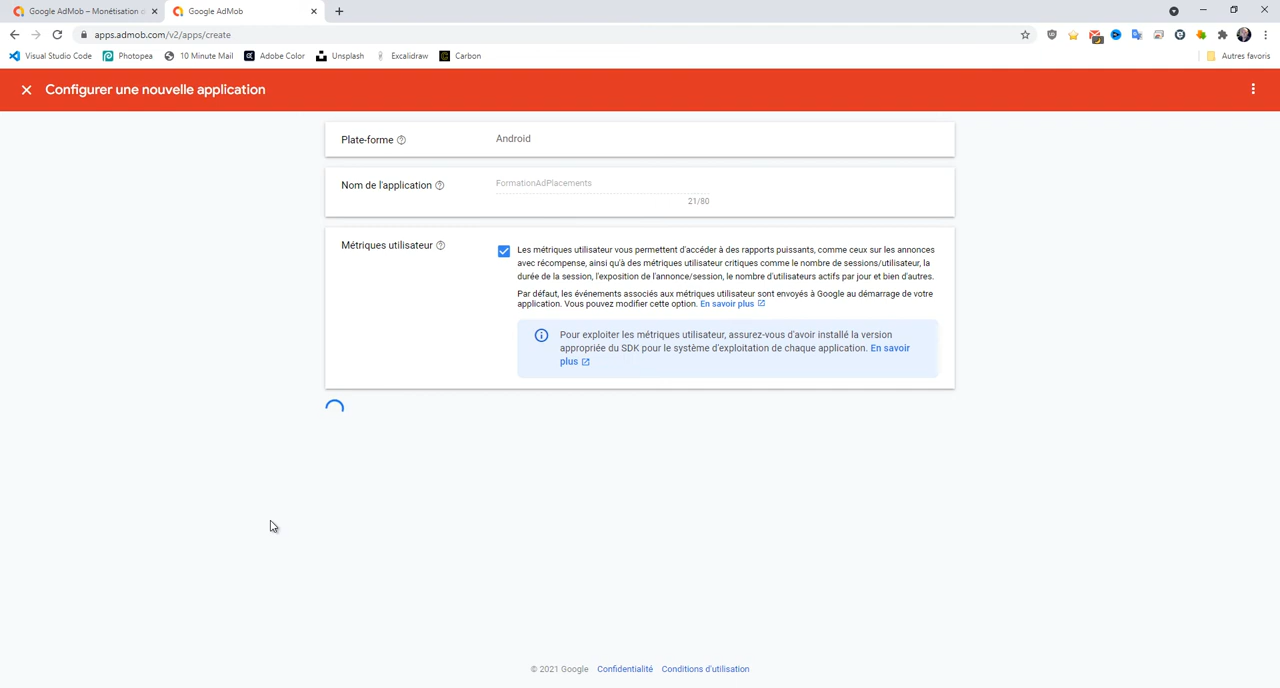 Google AdMob – Monétisation d
Google AdMob
apps.admob.com/v2/apps/create
Visual Studio Code
Photopea
10 Minute Mail
Adobe Color
Unsplash
Excalidraw
Carbon
Autres favoris
Configurer une nouvelle application
Plate-forme
Android
Nom de l'application
FormationAdPlacements
21/80
Métriques utilisateur
Les métriques utilisateur vous permettent d'accéder à des rapports puissants, comme ceux sur les annonces
avec récompense, ainsi qu'à des métriques utilisateur critiques comme le nombre de sessions/utilisateur, la
durée de la session, l'exposition de l'annonce/session, le nombre d'utilisateurs actifs par jour et bien d'autres.
Par défaut, les événements associés aux métriques utilisateur sont envoyés à Google au démarrage de votre
application. Vous pouvez modifier cette option. En savoir plus
Pour exploiter les métriques utilisateur, assurez-vous d'avoir installé la version
appropriée du SDK pour le système d'exploitation de chaque application. En savoir
plus
© 2021 Google Confidentialité Conditions d'utilisation